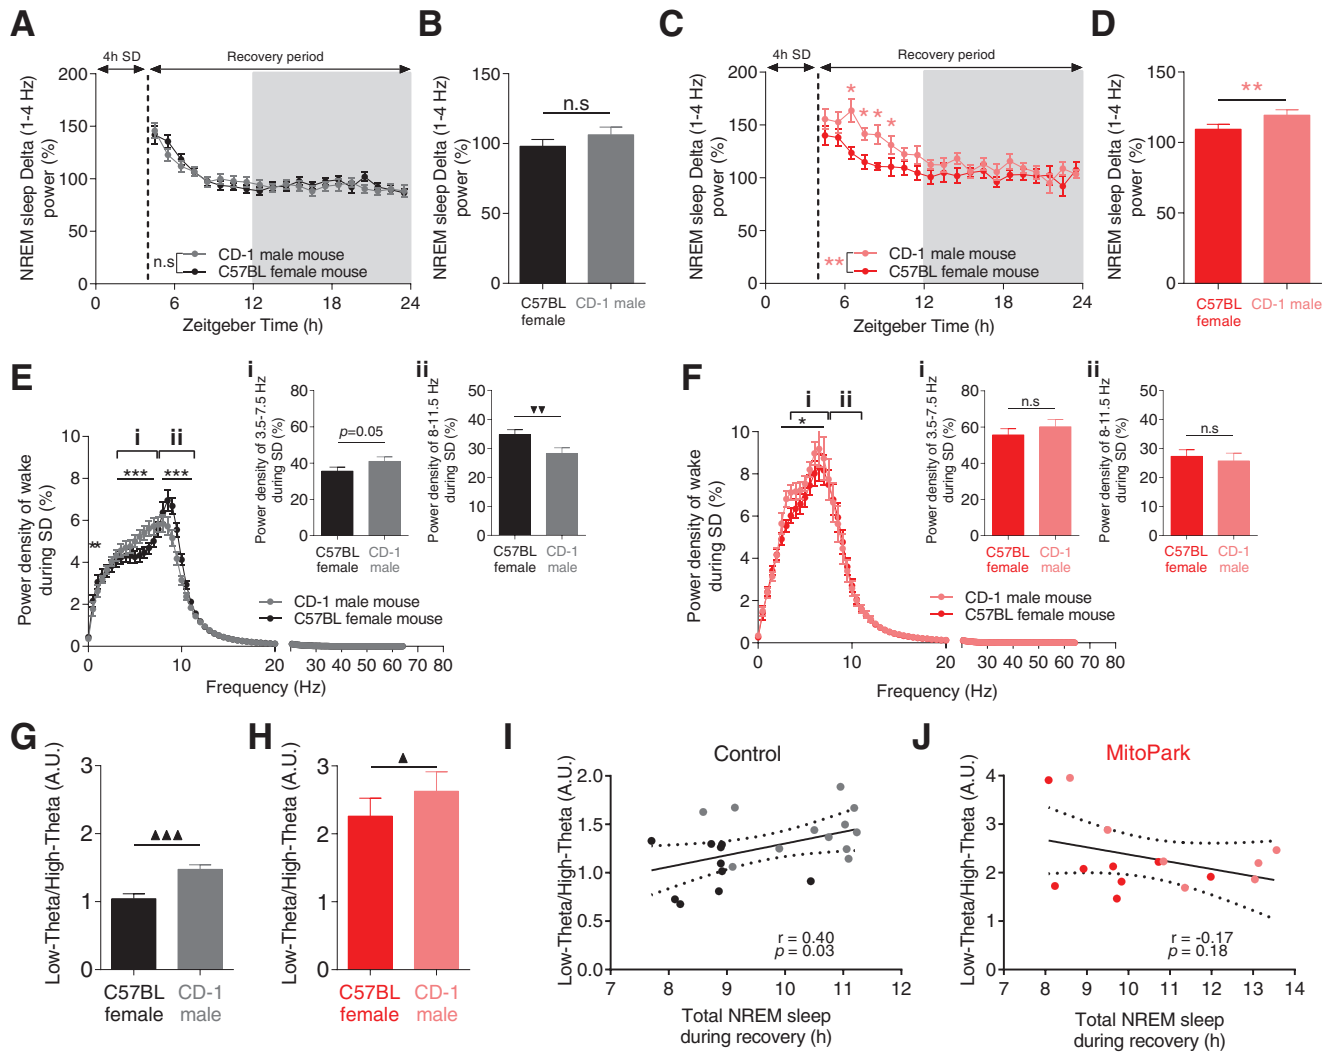 A
4h SD
Recovery period
NREM sleep Delta (1-4 Hz)
power (%)
200
150
100
50
0
n.s
CD-1 male mouse
C57BL female mouse
0
6
12
18
24
Zeitgeber Time (h)
B
NREM sleep Delta (1-4 Hz)
power (%)
150
100
50
0
n.s
C57BL
female
CD-1 male
C
4h SD
Recovery period
NREM sleep Delta (1-4 Hz)
power (%)
200
150
100
50
0
*
*
*
*
**
CD-1 male mouse
C57BL female mouse
0
6
12
18
24
Zeitgeber Time (h)
D
NREM sleep Delta (1-4 Hz)
power (%)
150
100
50
0
**
C57BL
female
CD-1 male
E
Power density of wake
during SD (%)
10
8
6
4
2
0
i
ii
***
***
**
CD-1 male mouse
C57BL female mouse
0
10
20
30
40
50
60
70
80
Frequency (Hz)
i
Power density of 3.5-7.5 Hz
during SD (%)
80
60
40
20
0
p=0.05
C57BL
female
CD-1
male
ii
Power density of 8-11.5 Hz
during SD (%)
50
40
30
20
10
0
▼▼
C57BL
female
CD-1
male
F
Power density of wake
during SD (%)
10
8
6
4
2
0
i
ii
*
CD-1 male mouse
C57BL female mouse
0
10
20
30
40
50
60
70
80
Frequency (Hz)
i
Power density of 3.5-7.5 Hz
during SD (%)
80
60
40
20
0
n.s
C57BL
female
CD-1
male
ii
Power density of 8-11.5 Hz
during SD (%)
50
40
30
20
10
0
n.s
C57BL
female
CD-1
male
G
Low-Theta/High-Theta (A.U.)
3
2
1
0
▲▲▲
C57BL
female
CD-1
male
H
Low-Theta/High-Theta (A.U.)
3
2
1
0
▲
C57BL
female
CD-1
male
I
Control
Low-Theta/High-Theta (A.U.)
2.0
1.5
1.0
0.5
0.0
r = 0.40
p = 0.03
7
8
9
10
11
12
Total NREM sleep
during recovery (h)
J
MitoPark
Low-Theta/High-Theta (A.U.)
4
3
2
1
0
r = -0.17
p = 0.18
7
8
9
10
11
12
13
14
Total NREM sleep
during recovery (h)